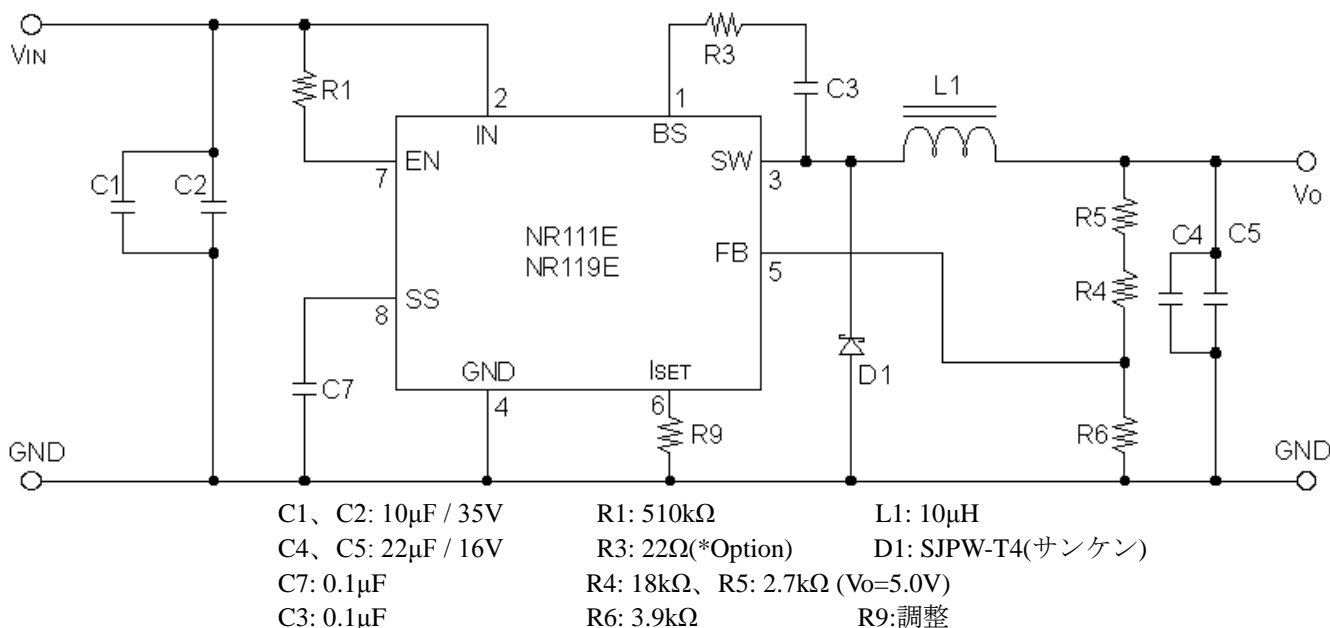 VIN
R1
R3
C3
L1
2
IN
1
BS
EN
7
SW
3
Vo
C1
C2
NR111E
NR119E
FB
5
R5
R4
C4
C5
SS
8
D1
C7
GND
4
ISET
6
R9
R6
GND
GND
C1、C2: 10μF / 35V R1: 510kΩ L1: 10μH
C4、C5: 22μF / 16V R3: 22Ω(*Option) D1: SJPW-T4(サンケン)
C7: 0.1μF R4: 18kΩ、R5: 2.7kΩ (Vo=5.0V)
C3: 0.1μF R6: 3.9kΩ R9:調整